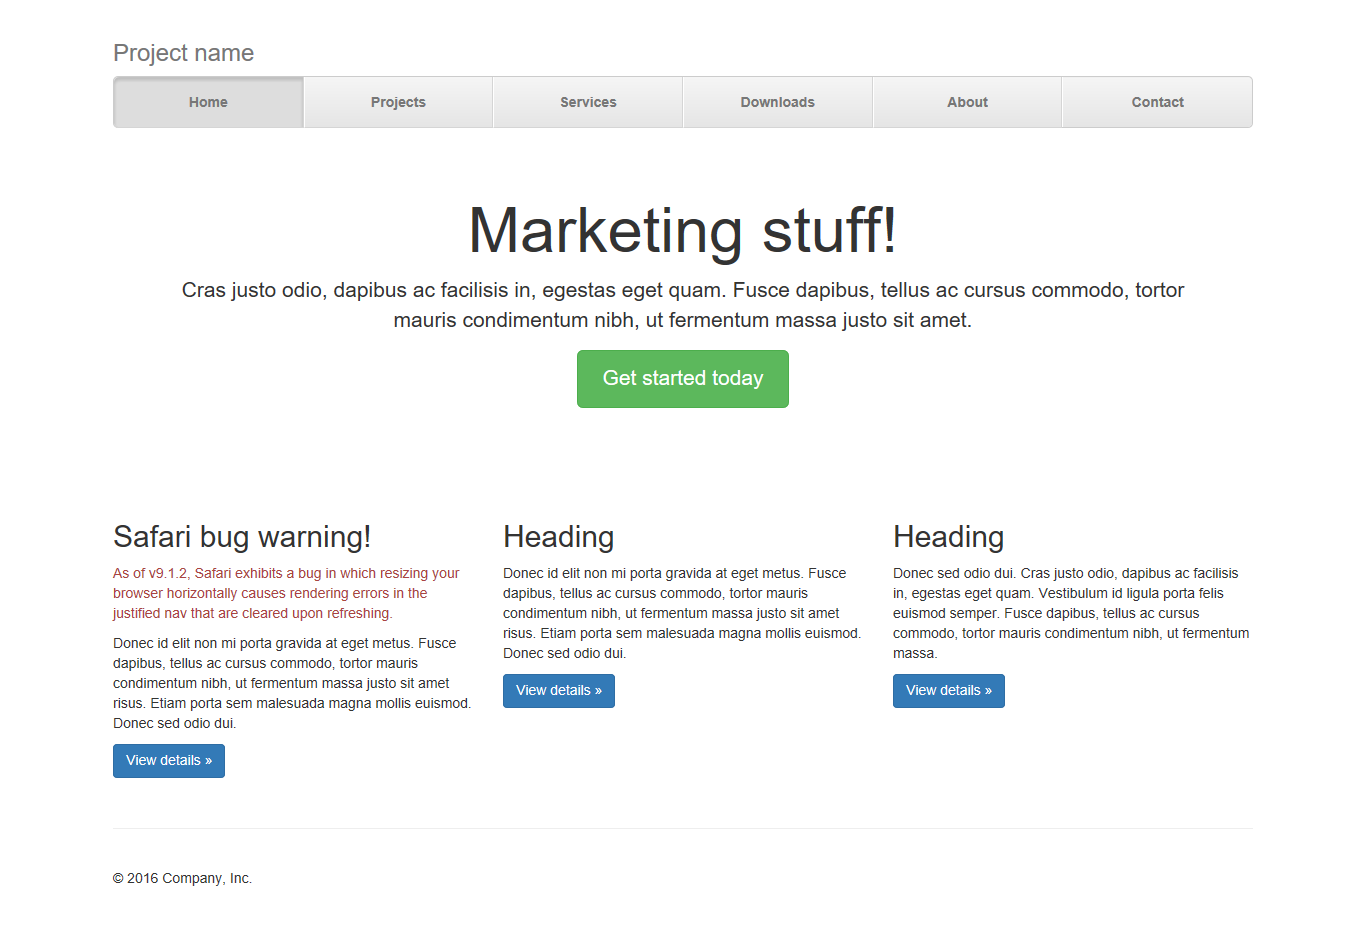 Project name
Home Projects Services Downloads About Contact
Marketing stuff!
Cras justo odio, dapibus ac facilisis in, egestas eget quam. Fusce dapibus, tellus ac cursus commodo, tortor
mauris condimentum nibh, ut fermentum massa justo sit amet.
Get started today
Safari bug warning!
As of v9.1.2, Safari exhibits a bug in which resizing your
browser horizontally causes rendering errors in the
justified nav that are cleared upon refreshing.
Donec id elit non mi porta gravida at eget metus. Fusce
dapibus, tellus ac cursus commodo, tortor mauris
condimentum nibh, ut fermentum massa justo sit amet
risus. Etiam porta sem malesuada magna mollis euismod.
Donec sed odio dui.
View details »
Heading
Donec id elit non mi porta gravida at eget metus. Fusce
dapibus, tellus ac cursus commodo, tortor mauris
condimentum nibh, ut fermentum massa justo sit amet
risus. Etiam porta sem malesuada magna mollis euismod.
Donec sed odio dui.
View details »
Heading
Donec sed odio dui. Cras justo odio, dapibus ac facilisis
in, egestas eget quam. Vestibulum id ligula porta felis
euismod semper. Fusce dapibus, tellus ac cursus
commodo, tortor mauris condimentum nibh, ut fermentum
massa.
View details »
© 2016 Company, Inc.